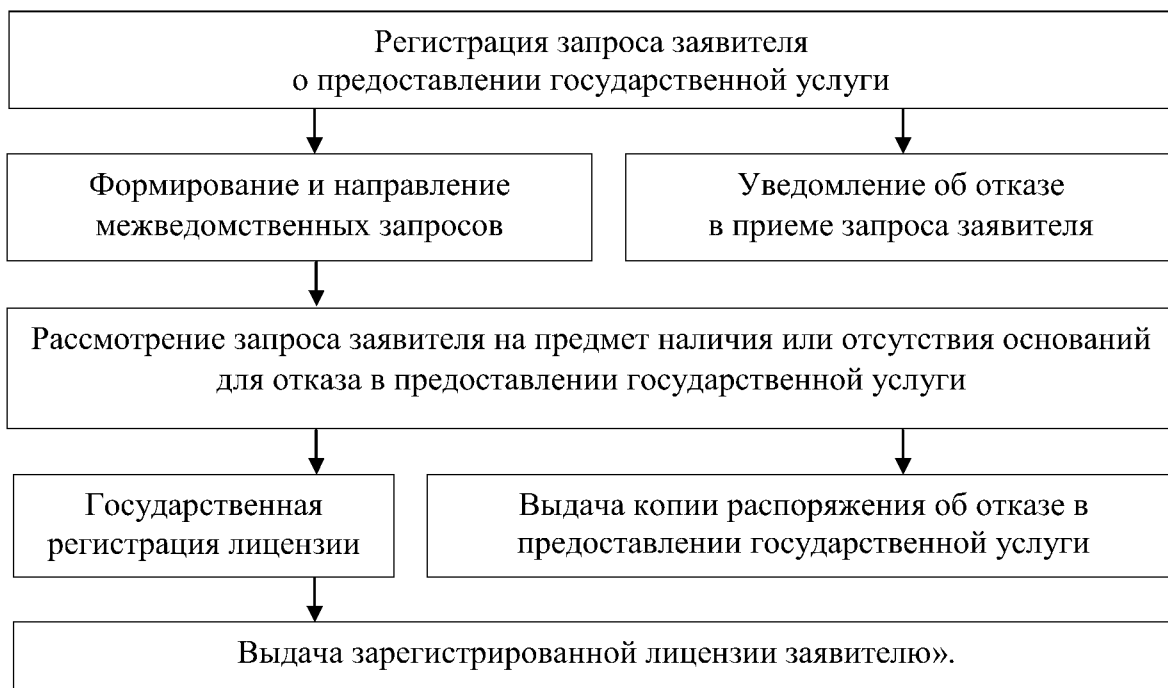 Регистрация запроса заявителя
о предоставлении государственной услуги
Формирование и направление
межведомственных запросов
Уведомление об отказе
в приеме запроса заявителя
Рассмотрение запроса заявителя на предмет наличия или отсутствия оснований
для отказа в предоставлении государственной услуги
Государственная
регистрация лицензии
Выдача копии распоряжения об отказе в
предоставлении государственной услуги
Выдача зарегистрированной лицензии заявителю».